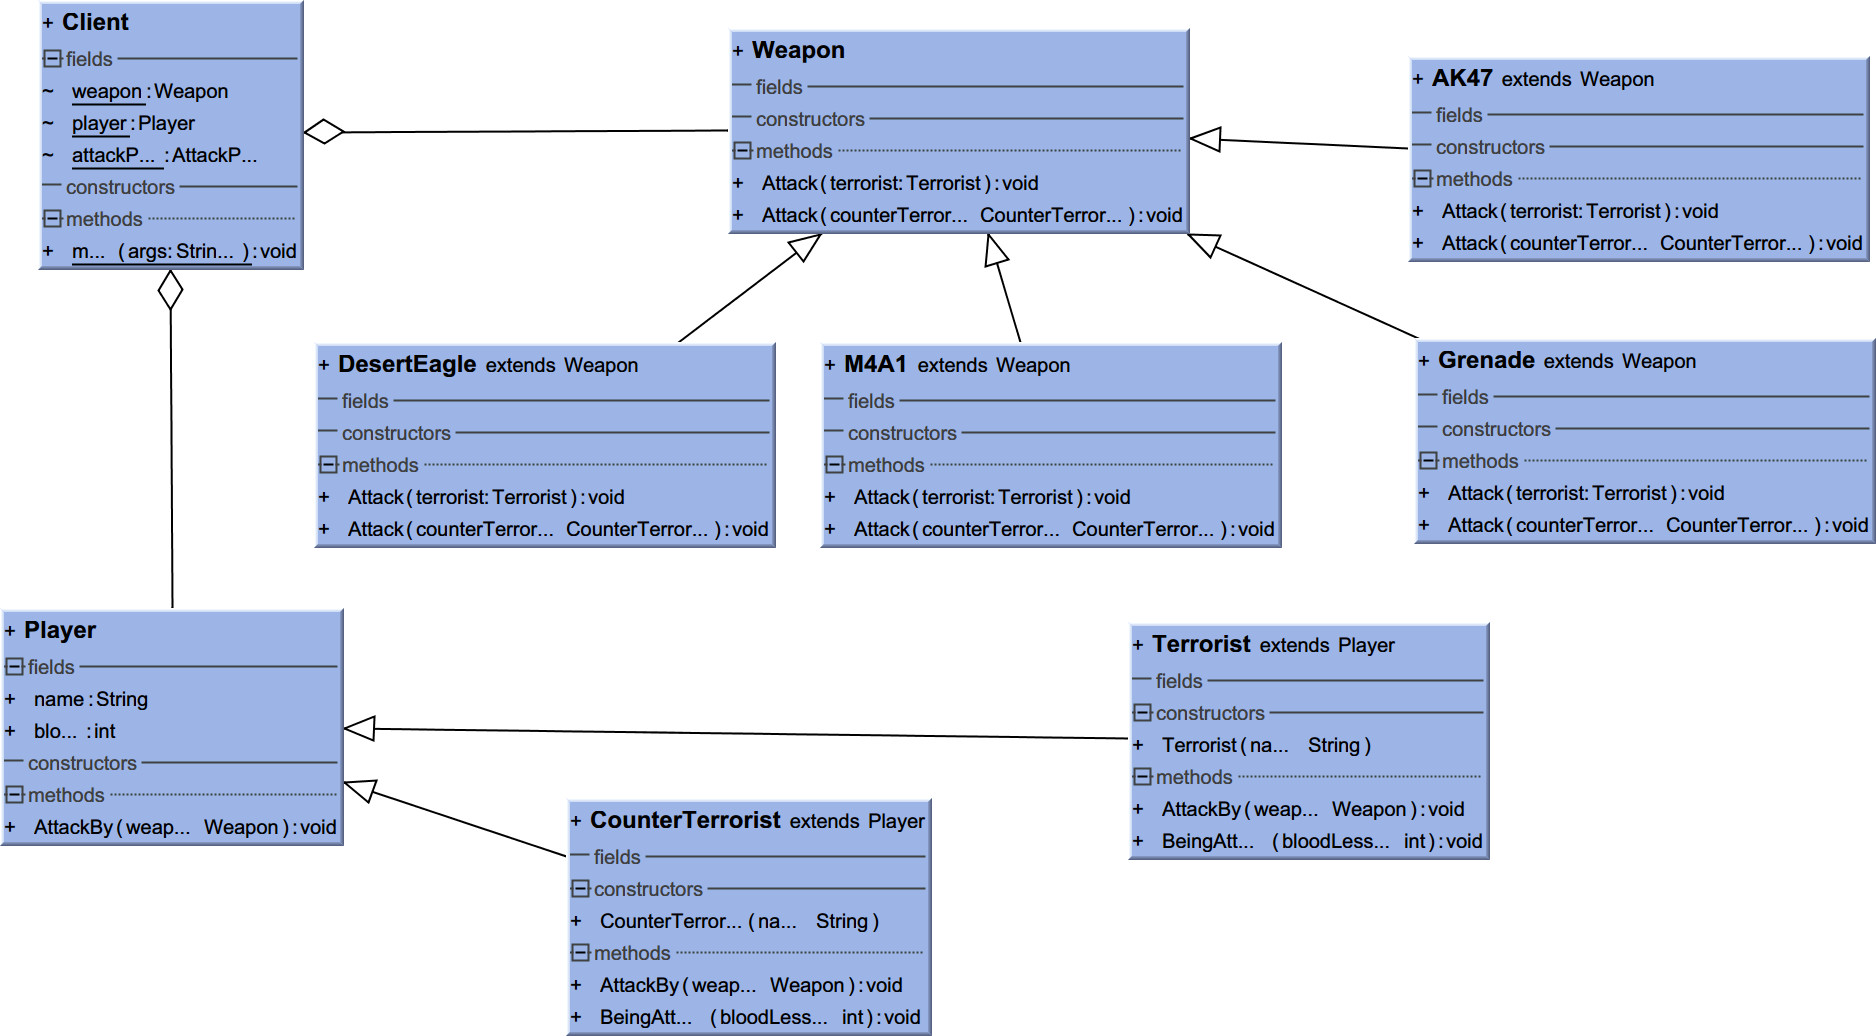 + Client
fields
~ weapon : Weapon
~ player : Player
~ attackP... : AttackP...
constructors
methods
+ m... ( args: Strin... ) : void
+ Weapon
fields
constructors
methods
+ Attack ( terrorist: Terrorist ) : void
+ Attack ( counterTerror... CounterTerror... ) : void
+ AK47 extends Weapon
fields
constructors
methods
+ Attack ( terrorist: Terrorist ) : void
+ Attack ( counterTerror... CounterTerror... ) : void
+ DesertEagle extends Weapon
fields
constructors
methods
+ Attack ( terrorist: Terrorist ) : void
+ Attack ( counterTerror... CounterTerror... ) : void
+ M4A1 extends Weapon
fields
constructors
methods
+ Attack ( terrorist: Terrorist ) : void
+ Attack ( counterTerror... CounterTerror... ) : void
+ Grenade extends Weapon
fields
constructors
methods
+ Attack ( terrorist: Terrorist ) : void
+ Attack ( counterTerror... CounterTerror... ) : void
+ Player
fields
+ name : String
+ blo... : int
constructors
methods
+ AttackBy ( weap... Weapon ) : void
+ Terrorist extends Player
fields
constructors
+ Terrorist ( na... String )
methods
+ AttackBy ( weap... Weapon ) : void
+ BeingAtt... ( bloodLess... int ) : void
+ CounterTerrorist extends Player
fields
constructors
+ CounterTerror... ( na... String )
methods
+ AttackBy ( weap... Weapon ) : void
+ BeingAtt... ( bloodLess... int ) : void